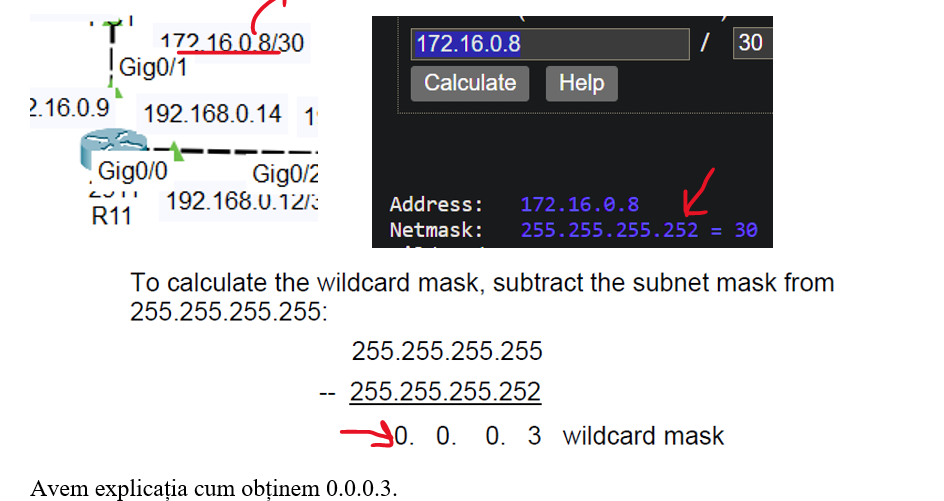 172.16.0.8/30
Gig0/1
2.16.0.9
192.168.0.14
Gig0/0
Gig0/2
192.168.0.12/3
R11
172.16.0.8 / 30
Calculate Help
Address: 172.16.0.8
Netmask: 255.255.255.252 = 30
To calculate the wildcard mask, subtract the subnet mask from
255.255.255.255:
255.255.255.255
-- 255.255.255.252
0. 0. 0. 3 wildcard mask
Avem explicația cum obținem 0.0.0.3.